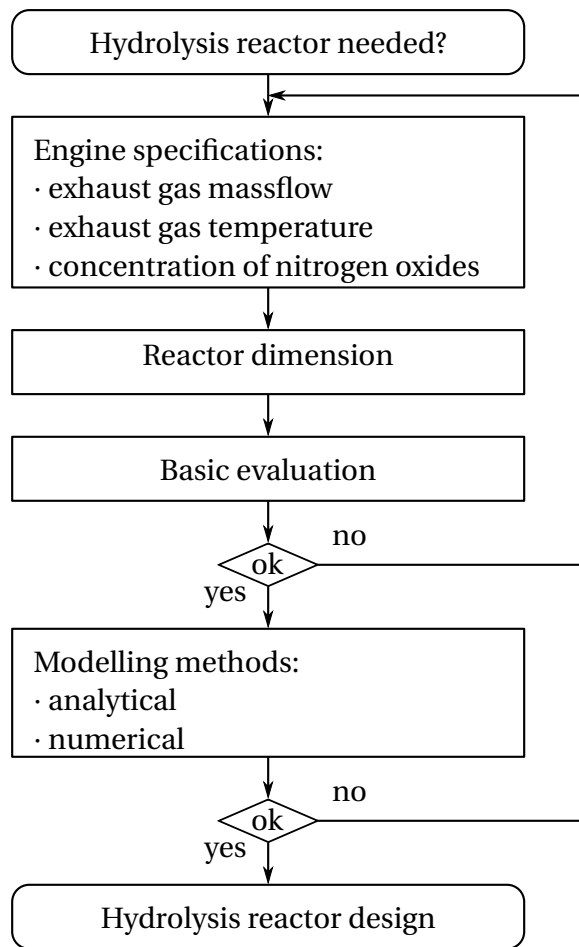 Hydrolysis reactor needed?
Engine specifications:
· exhaust gas massflow
· exhaust gas temperature
· concentration of nitrogen oxides
Reactor dimension
Basic evaluation
no
ok
yes
Modelling methods:
· analytical
· numerical
no
ok
yes
Hydrolysis reactor design